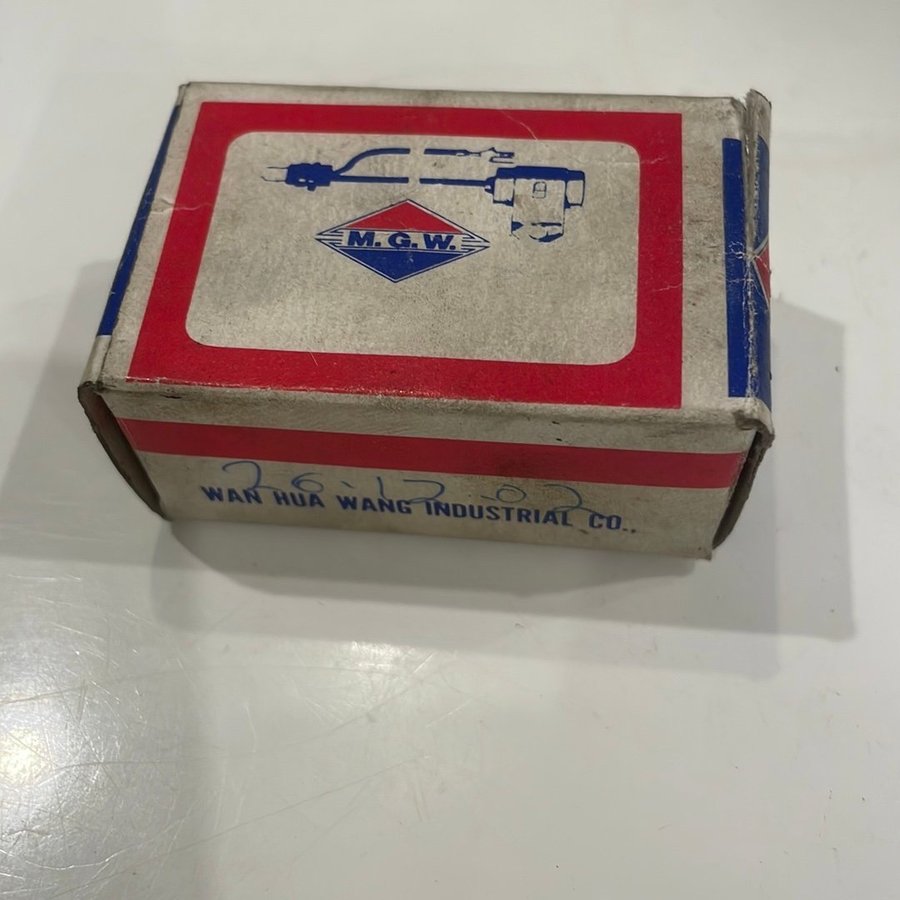 M.G.W.
26.12.02
WAN HUA WANG INDUSTRIAL CO.,